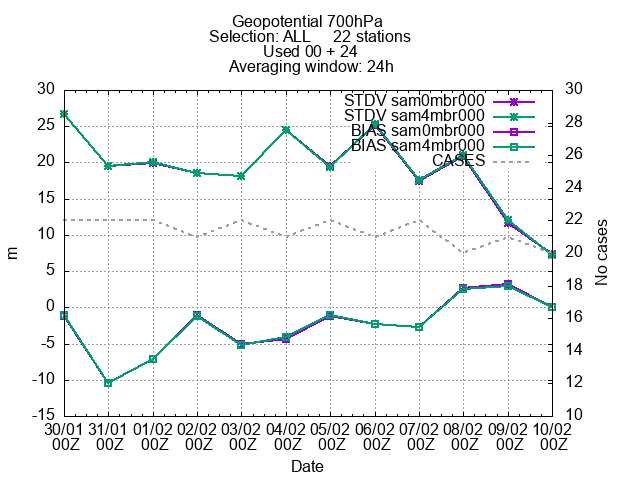 Geopotential 700hPa
Selection: ALL 22 stations
Used 00 + 24
Averaging window: 24h
STDV sam0mbr000
STDV sam4mbr000
BIAS sam0mbr000
BIAS sam4mbr000
CASES
30
25
20
15
10
5
0
-5
-10
-15
m
30
28
26
24
22
20
18
16
14
12
10
No cases
30/01 31/01 01/02 02/02 03/02 04/02 05/02 06/02 07/02 08/02 09/02 10/02
00Z 00Z 00Z 00Z 00Z 00Z 00Z 00Z 00Z 00Z 00Z 00Z
Date